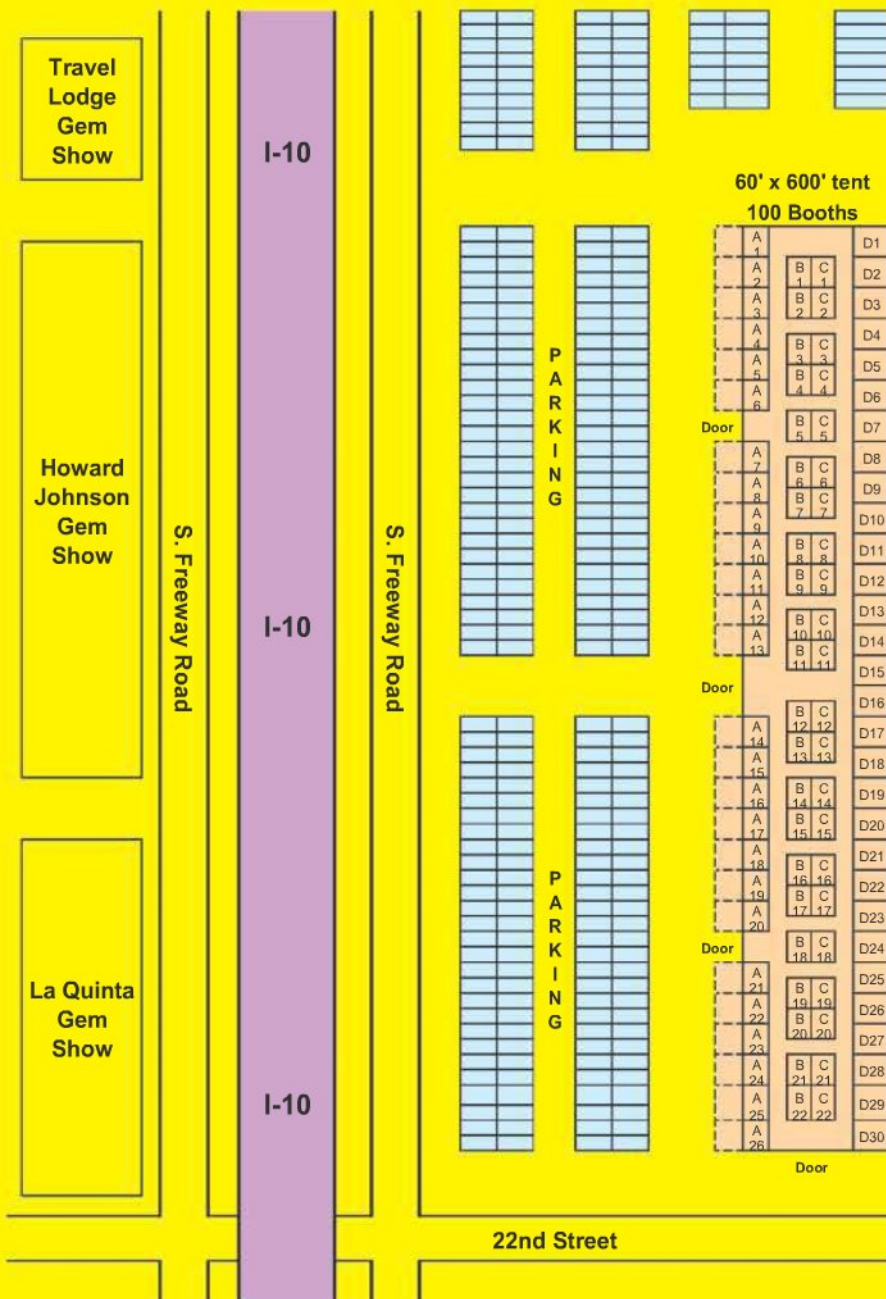 Travel
Lodge
Gem
Show
Howard
Johnson
Gem
Show
La Quinta
Gem
Show
S. Freeway Road
I-10
I-10
I-10
S. Freeway Road
PARKING
PARKING
60' x 600' tent
100 Booths
A 1
A 2
A 3
A 4
A 5
A 6
Door
A 7
A 8
A 9
A 10
A 11
A 12
A 13
Door
A 14
A 15
A 16
A 17
A 18
A 19
A 20
Door
A 21
A 22
A 23
A 24
A 25
A 26
B 1 C 1
B 2 C 2
B 3 C 3
B 4 C 4
B 5 C 5
B 6 C 6
B 7 C 7
B 8 C 8
B 9 C 9
B 10 C 10
B 11 C 11
B 12 C 12
B 13 C 13
B 14 C 14
B 15 C 15
B 16 C 16
B 17 C 17
B 18 C 18
B 19 C 19
B 20 C 20
B 21 C 21
B 22 C 22
D1
D2
D3
D4
D5
D6
D7
D8
D9
D10
D11
D12
D13
D14
D15
D16
D17
D18
D19
D20
D21
D22
D23
D24
D25
D26
D27
D28
D29
D30
Door
22nd Street